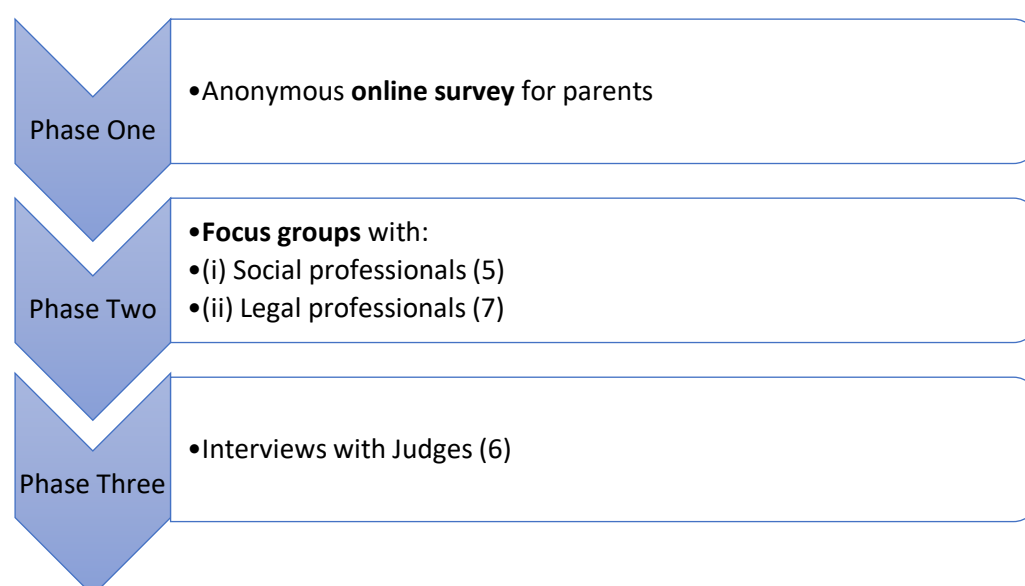 Phase One
•Anonymous online survey for parents
Phase Two
•Focus groups with:
•(i) Social professionals (5)
•(ii) Legal professionals (7)
Phase Three
•Interviews with Judges (6)